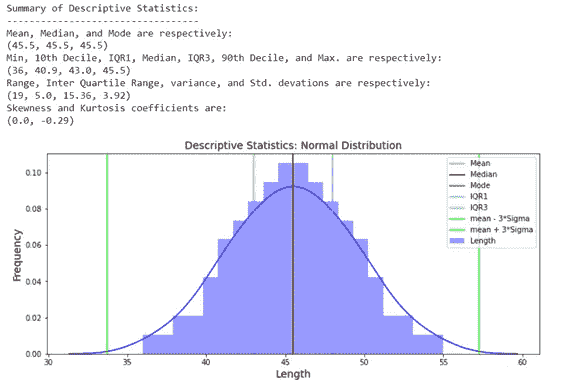 Summary of Descriptive Statistics:
---------------------------------
Mean, Median, and Mode are respectively:
(45.5, 45.5, 45.5)
Min, 10th Decile, IQR1, Median, IQR3, 90th Decile, and Max. are respectively:
(36, 40.9, 43.0, 45.5)
Range, Inter Quartile Range, variance, and Std. devations are respectively:
(19, 5.0, 15.36, 3.92)
Skewness and Kurtosis coefficients are:
(0.0, -0.29)
Descriptive Statistics: Normal Distribution
Frequency
0.10
0.08
0.06
0.04
0.02
0.00
Mean
Median
Mode
IQR1
IQR3
mean - 3*Sigma
mean + 3*Sigma
Length
30 35 40 45 50 55 60
Length